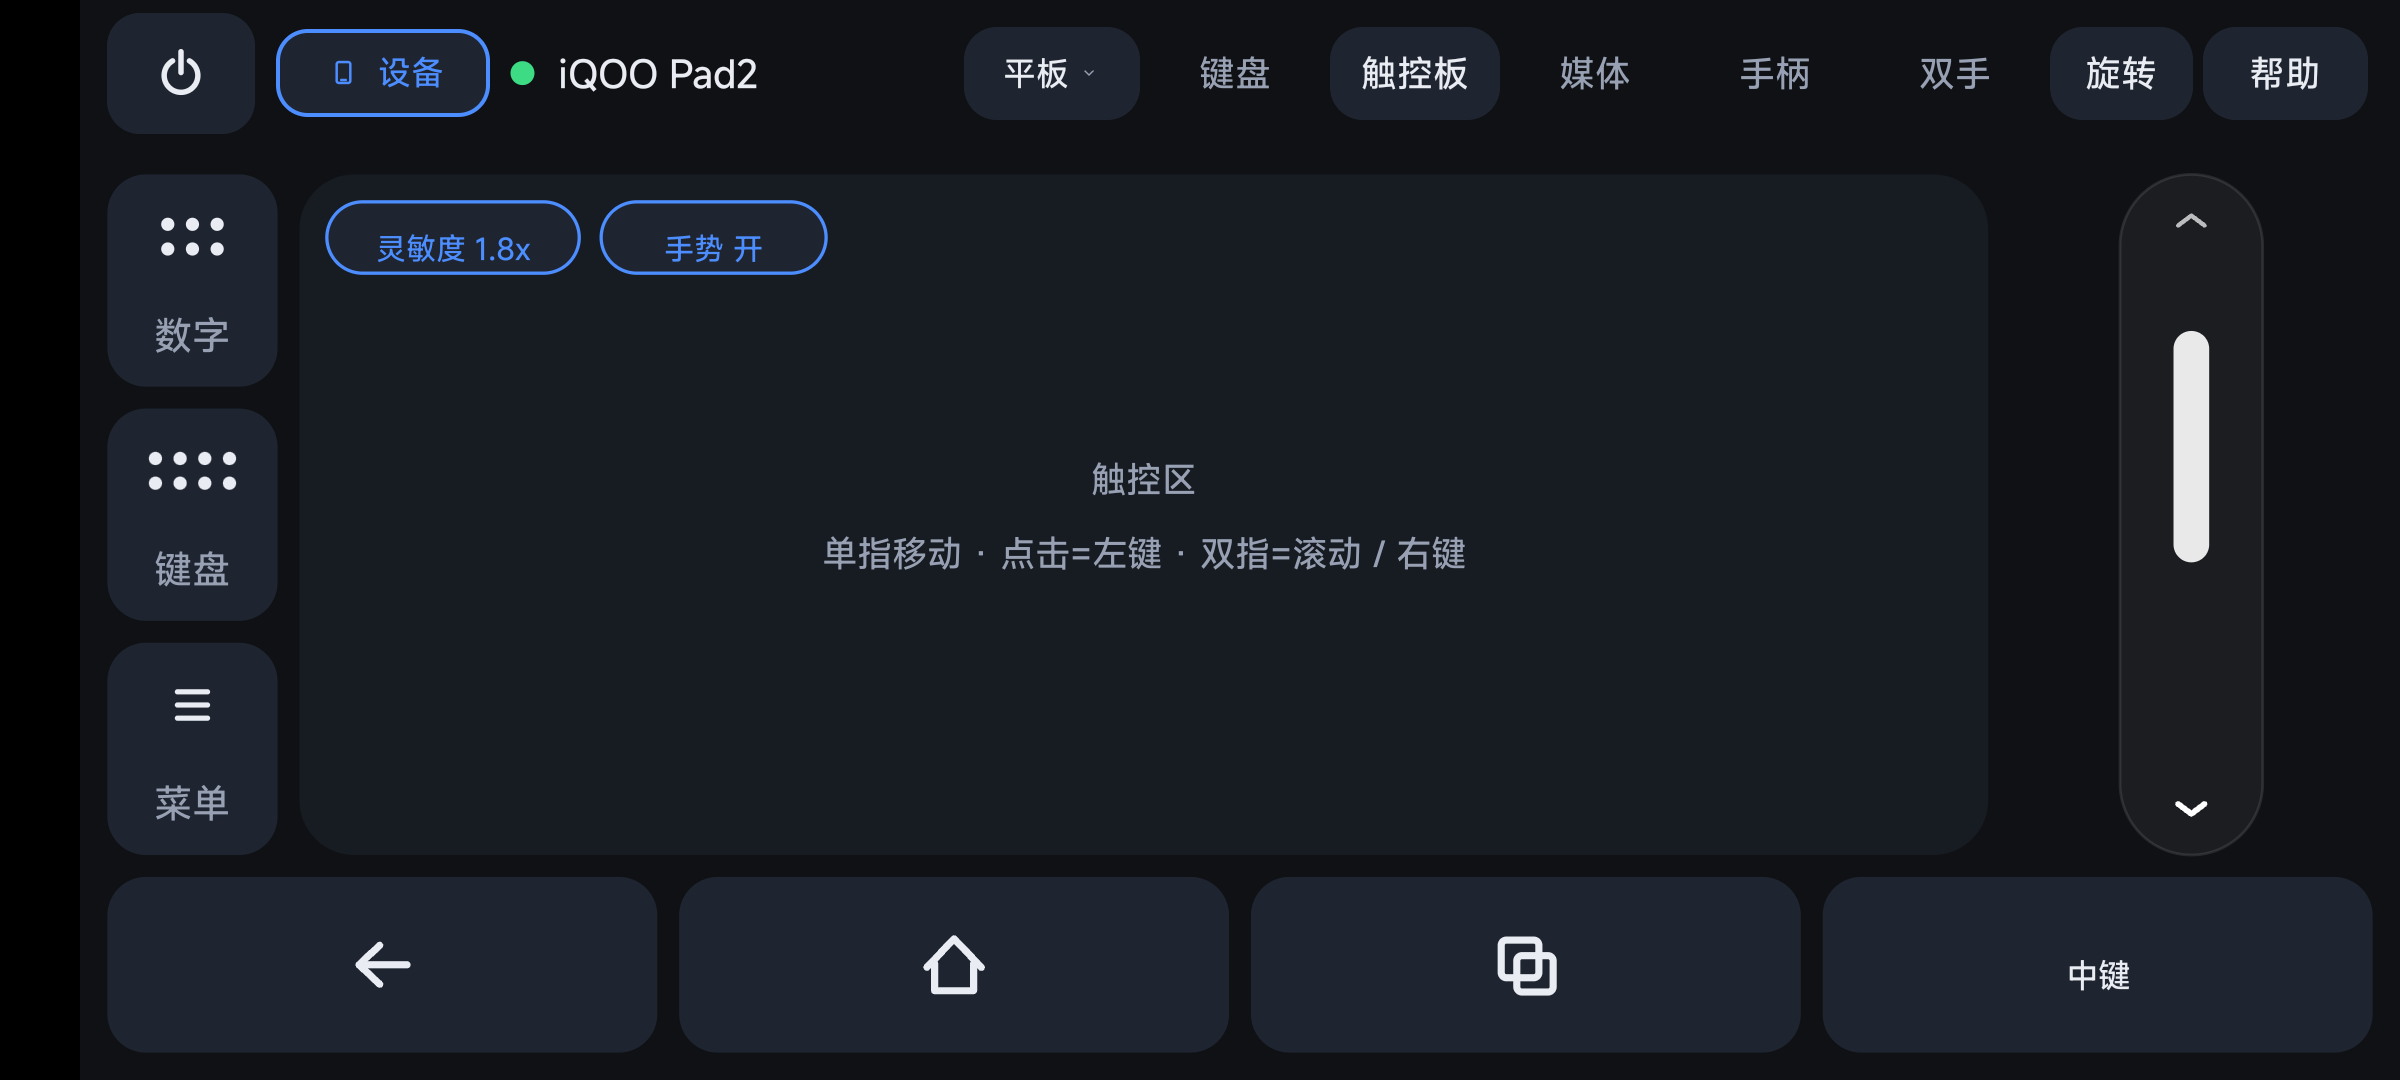 设备
iQOO Pad2
平板
键盘
触控板
媒体
手柄
双手
旋转
帮助
数字
键盘
菜单
灵敏度 1.8x
手势 开
触控区
单指移动 · 点击=左键 · 双指=滚动 / 右键
中键